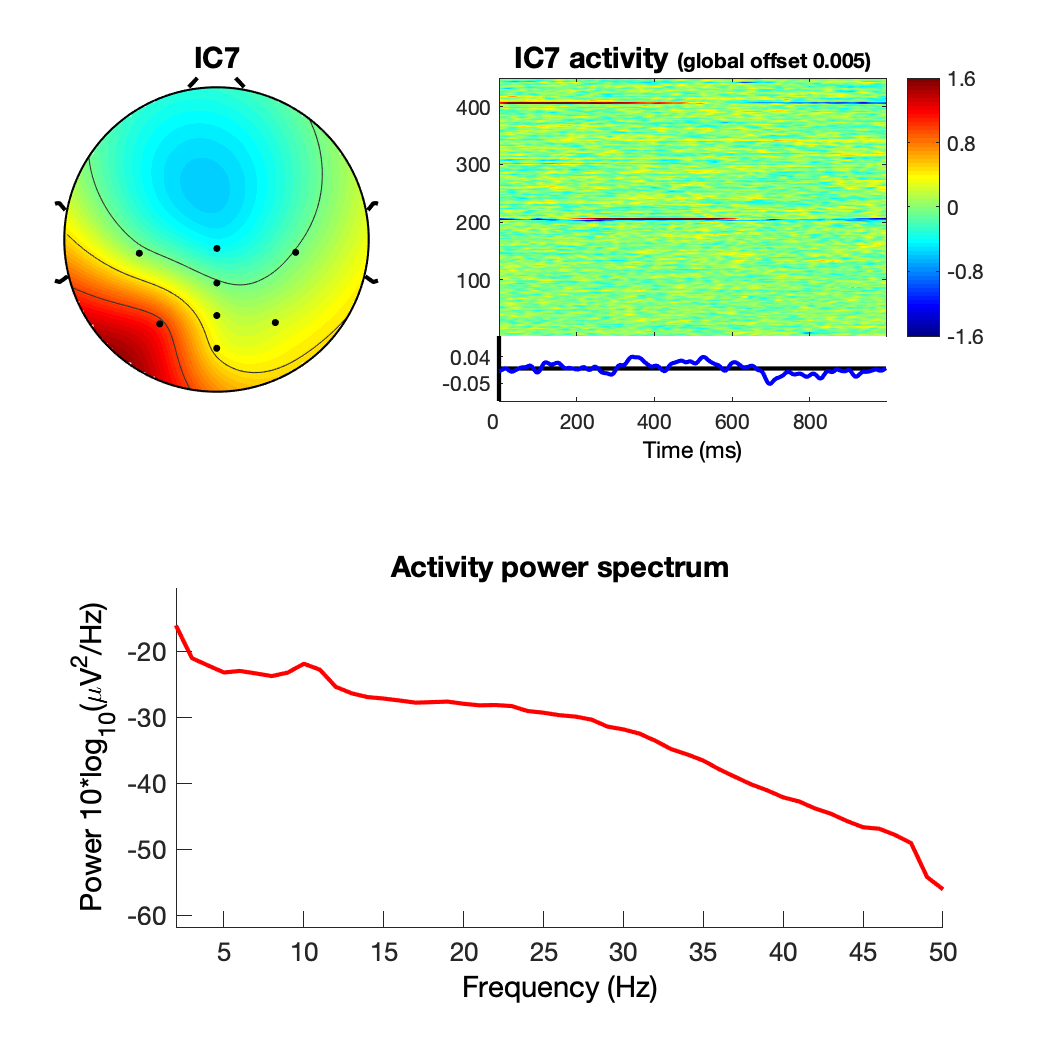 IC7
IC7 activity (global offset 0.005)
400
300
200
100
1.6
0.8
0
-0.8
-1.6
0.04
-0.05
0 200 400 600 800
Time (ms)
Activity power spectrum
Power 10*log10(μV2/Hz)
-20
-30
-40
-50
-60
5 10 15 20 25 30 35 40 45 50
Frequency (Hz)